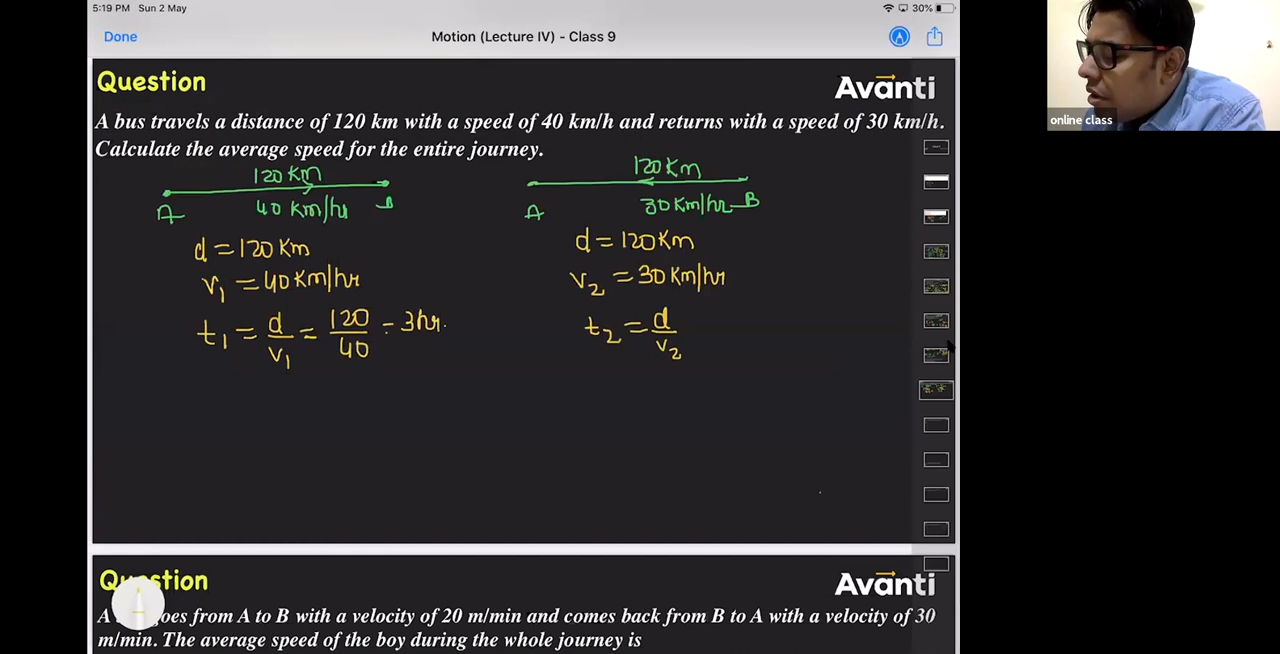 5:19 PM Sun 2 May
30%
Done
Motion (Lecture IV) - Class 9
Question
Avanti
A bus travels a distance of 120 km with a speed of 40 km/h and returns with a speed of 30 km/h.
Calculate the average speed for the entire journey.
120 Km
A 40 Km/hr B
d = 120 Km
v1 = 40 Km/hr
t1 = d/v1 = 120/40 = 3hr.
120 Km
A 30 Km/hr B
d = 120 Km
v2 = 30 Km/hr
t2 = d/v2
Question
Avanti
A goes from A to B with a velocity of 20 m/min and comes back from B to A with a velocity of 30
m/min. The average speed of the boy during the whole journey is
online class